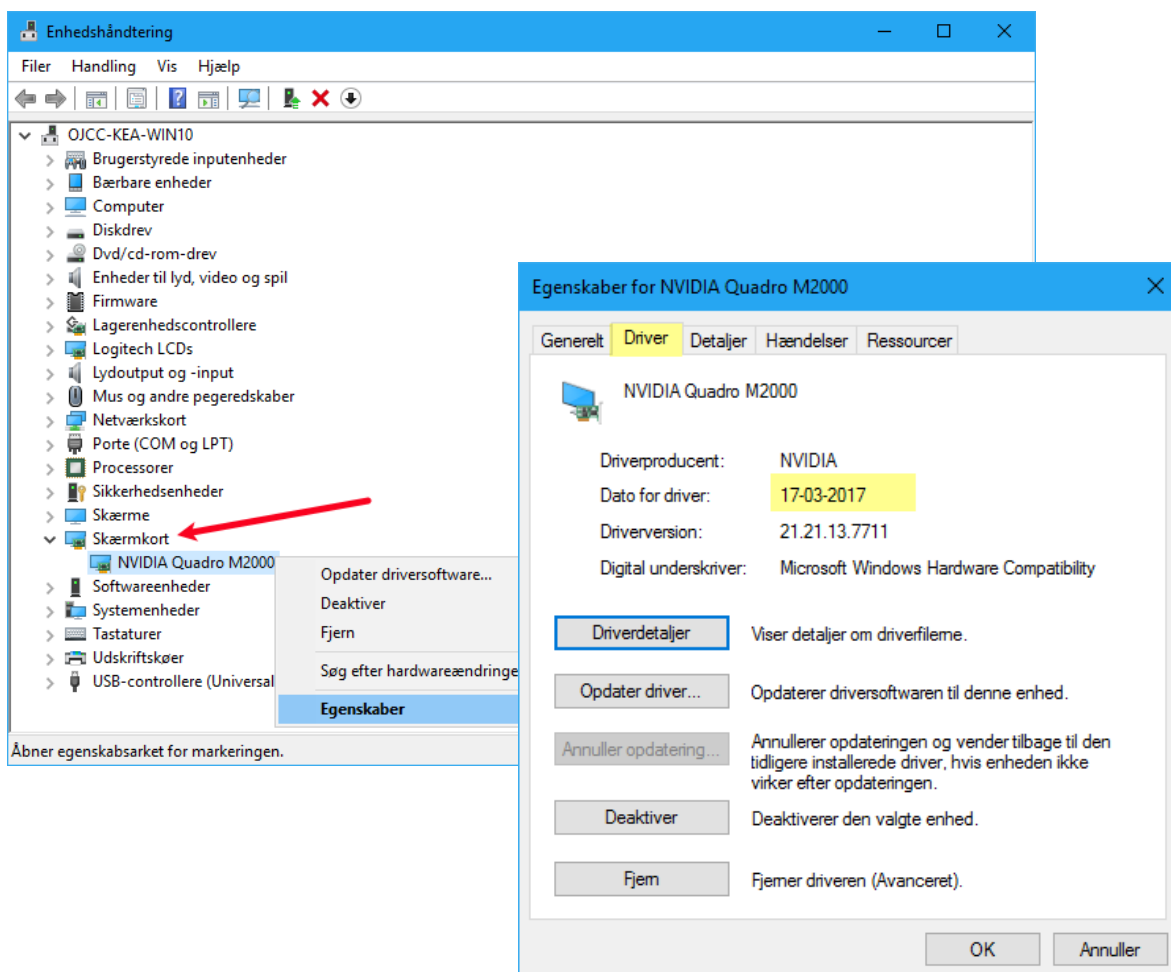 Enhedshåndtering
Filer Handling Vis Hjælp
OJCC-KEA-WIN10
Brugerstyrede inputenheder
Bærbare enheder
Computer
Diskdrev
Dvd/cd-rom-drev
Enheder til lyd, video og spil
Firmware
Lagerenhedscontrollere
Logitech LCDs
Lydoutput og -input
Mus og andre pegeredskaber
Netværkskort
Porte (COM og LPT)
Processorer
Sikkerhedsenheder
Skærme
Skærmkort
NVIDIA Quadro M2000
Softwareenheder
Systemenheder
Tastaturer
Udskriftskøer
USB-controllere (Universal
Opdater driversoftware...
Deaktiver
Fjern
Søg efter hardwareændringe
Egenskaber
Åbner egenskabsarket for markeringen.
Egenskaber for NVIDIA Quadro M2000
Generelt Driver Detaljer Hændelser Ressourcer
NVIDIA Quadro M2000
Driverproducent: NVIDIA
Dato for driver: 17-03-2017
Driverversion: 21.21.13.7711
Digital underskriver: Microsoft Windows Hardware Compatibility
Driverdetaljer Viser detaljer om driverfilerne.
Opdater driver... Opdaterer driversoftwaren til denne enhed.
Annuller opdatering... Annullerer opdateringen og vender tilbage til den
tidligere installerede driver, hvis enheden ikke
virker efter opdateringen.
Deaktiver Deaktiverer den valgte enhed.
Fjern Fjerner driveren (Avanceret).
OK Annuller